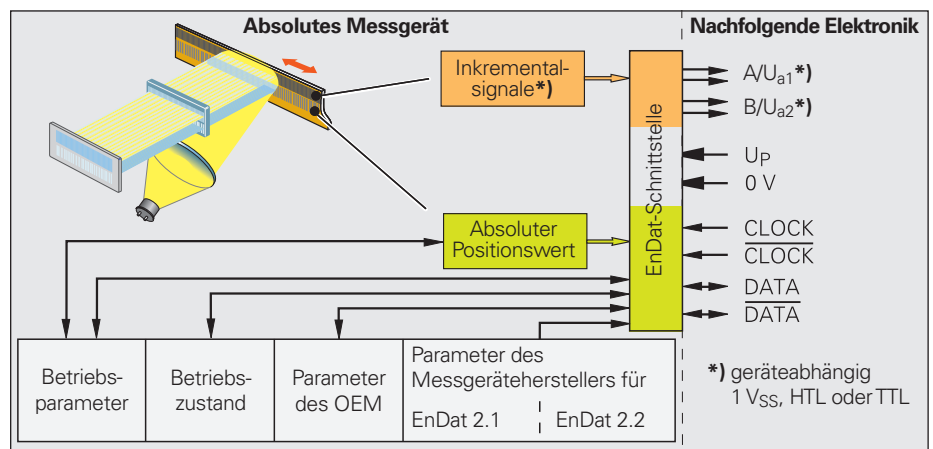 Absolutes Messgerät
Nachfolgende Elektronik
Inkremental-
signale*)
A/Ua1*)
B/Ua2*)
UP
0 V
EnDat-Schnittstelle
Absoluter
Positionswert
CLOCK
CLOCK
DATA
DATA
Betriebs-
parameter
Betriebs-
zustand
Parameter
des OEM
Parameter des
Messgeräteherstellers für
EnDat 2.1
EnDat 2.2
*) geräteabhängig
1 VSS, HTL oder TTL